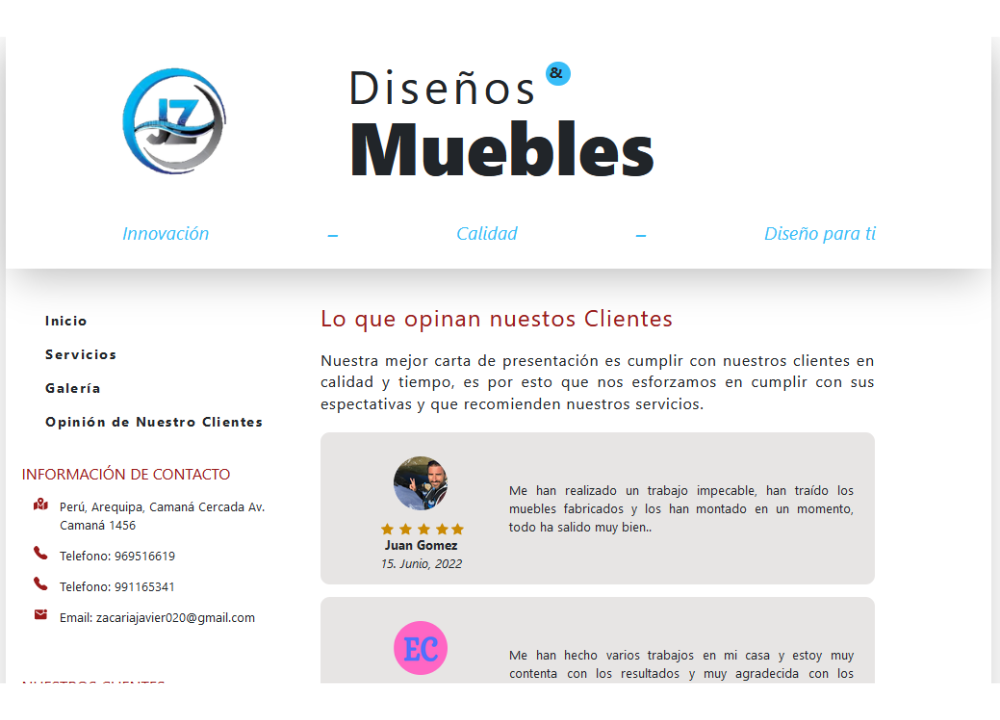 JZ
Diseños &
Muebles
Innovación – Calidad – Diseño para ti
Inicio
Servicios
Galería
Opinión de Nuestro Clientes
INFORMACIÓN DE CONTACTO
Perú, Arequipa, Camaná Cercada Av.
Camaná 1456
Telefono: 969516619
Telefono: 991165341
Email: zacariajavier020@gmail.com
Lo que opinan nuestos Clientes
Nuestra mejor carta de presentación es cumplir con nuestros clientes en
calidad y tiempo, es por esto que nos esforzamos en cumplir con sus
espectativas y que recomienden nuestros servicios.
Juan Gomez
15. Junio, 2022
Me han realizado un trabajo impecable, han traído los
muebles fabricados y los han montado en un momento,
todo ha salido muy bien..
EC
Me han hecho varios trabajos en mi casa y estoy muy
contenta con los resultados y muy agradecida con los